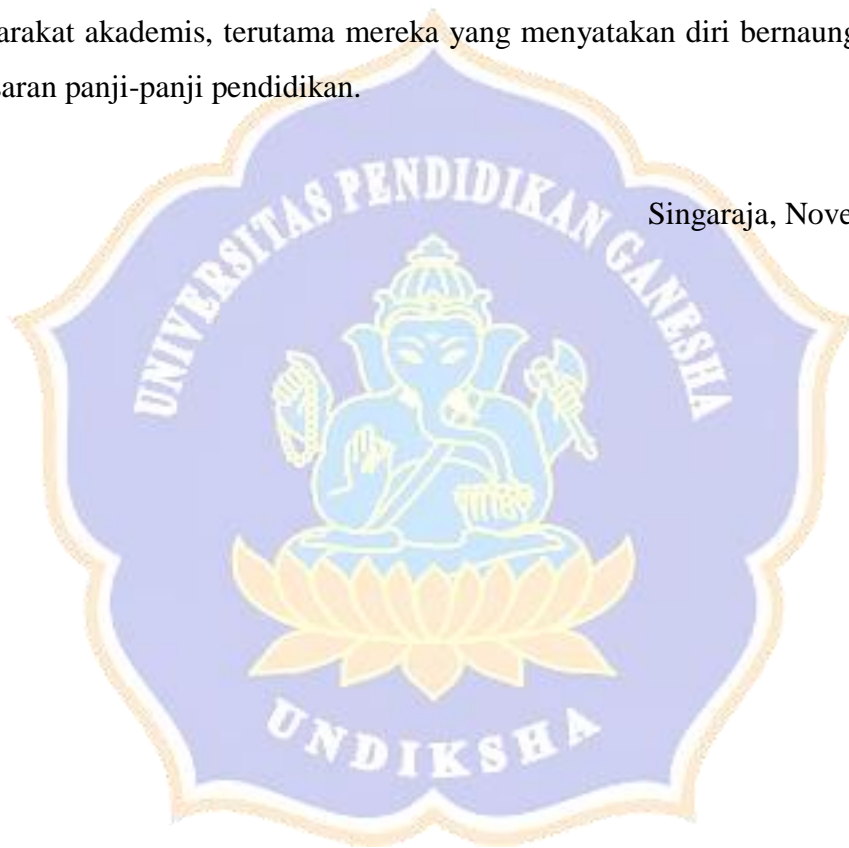 arakat akademis, terutama mereka yang menyatakan diri bernaung
aran panji-panji pendidikan.
Singaraja, Nove
UNIVERSITAS PENDIDIKAN GANESHA
UNDIKSHA